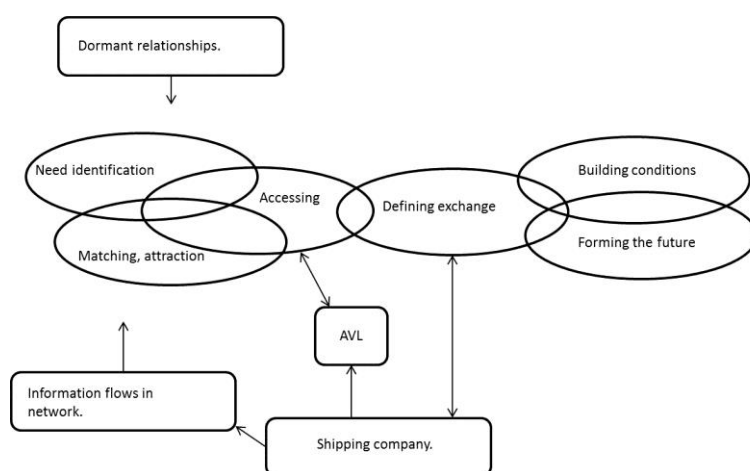 Dormant relationships.
Need identification
Building conditions
Accessing
Defining exchange
Matching, attraction
Forming the future
AVL
Information flows in
network.
Shipping company.